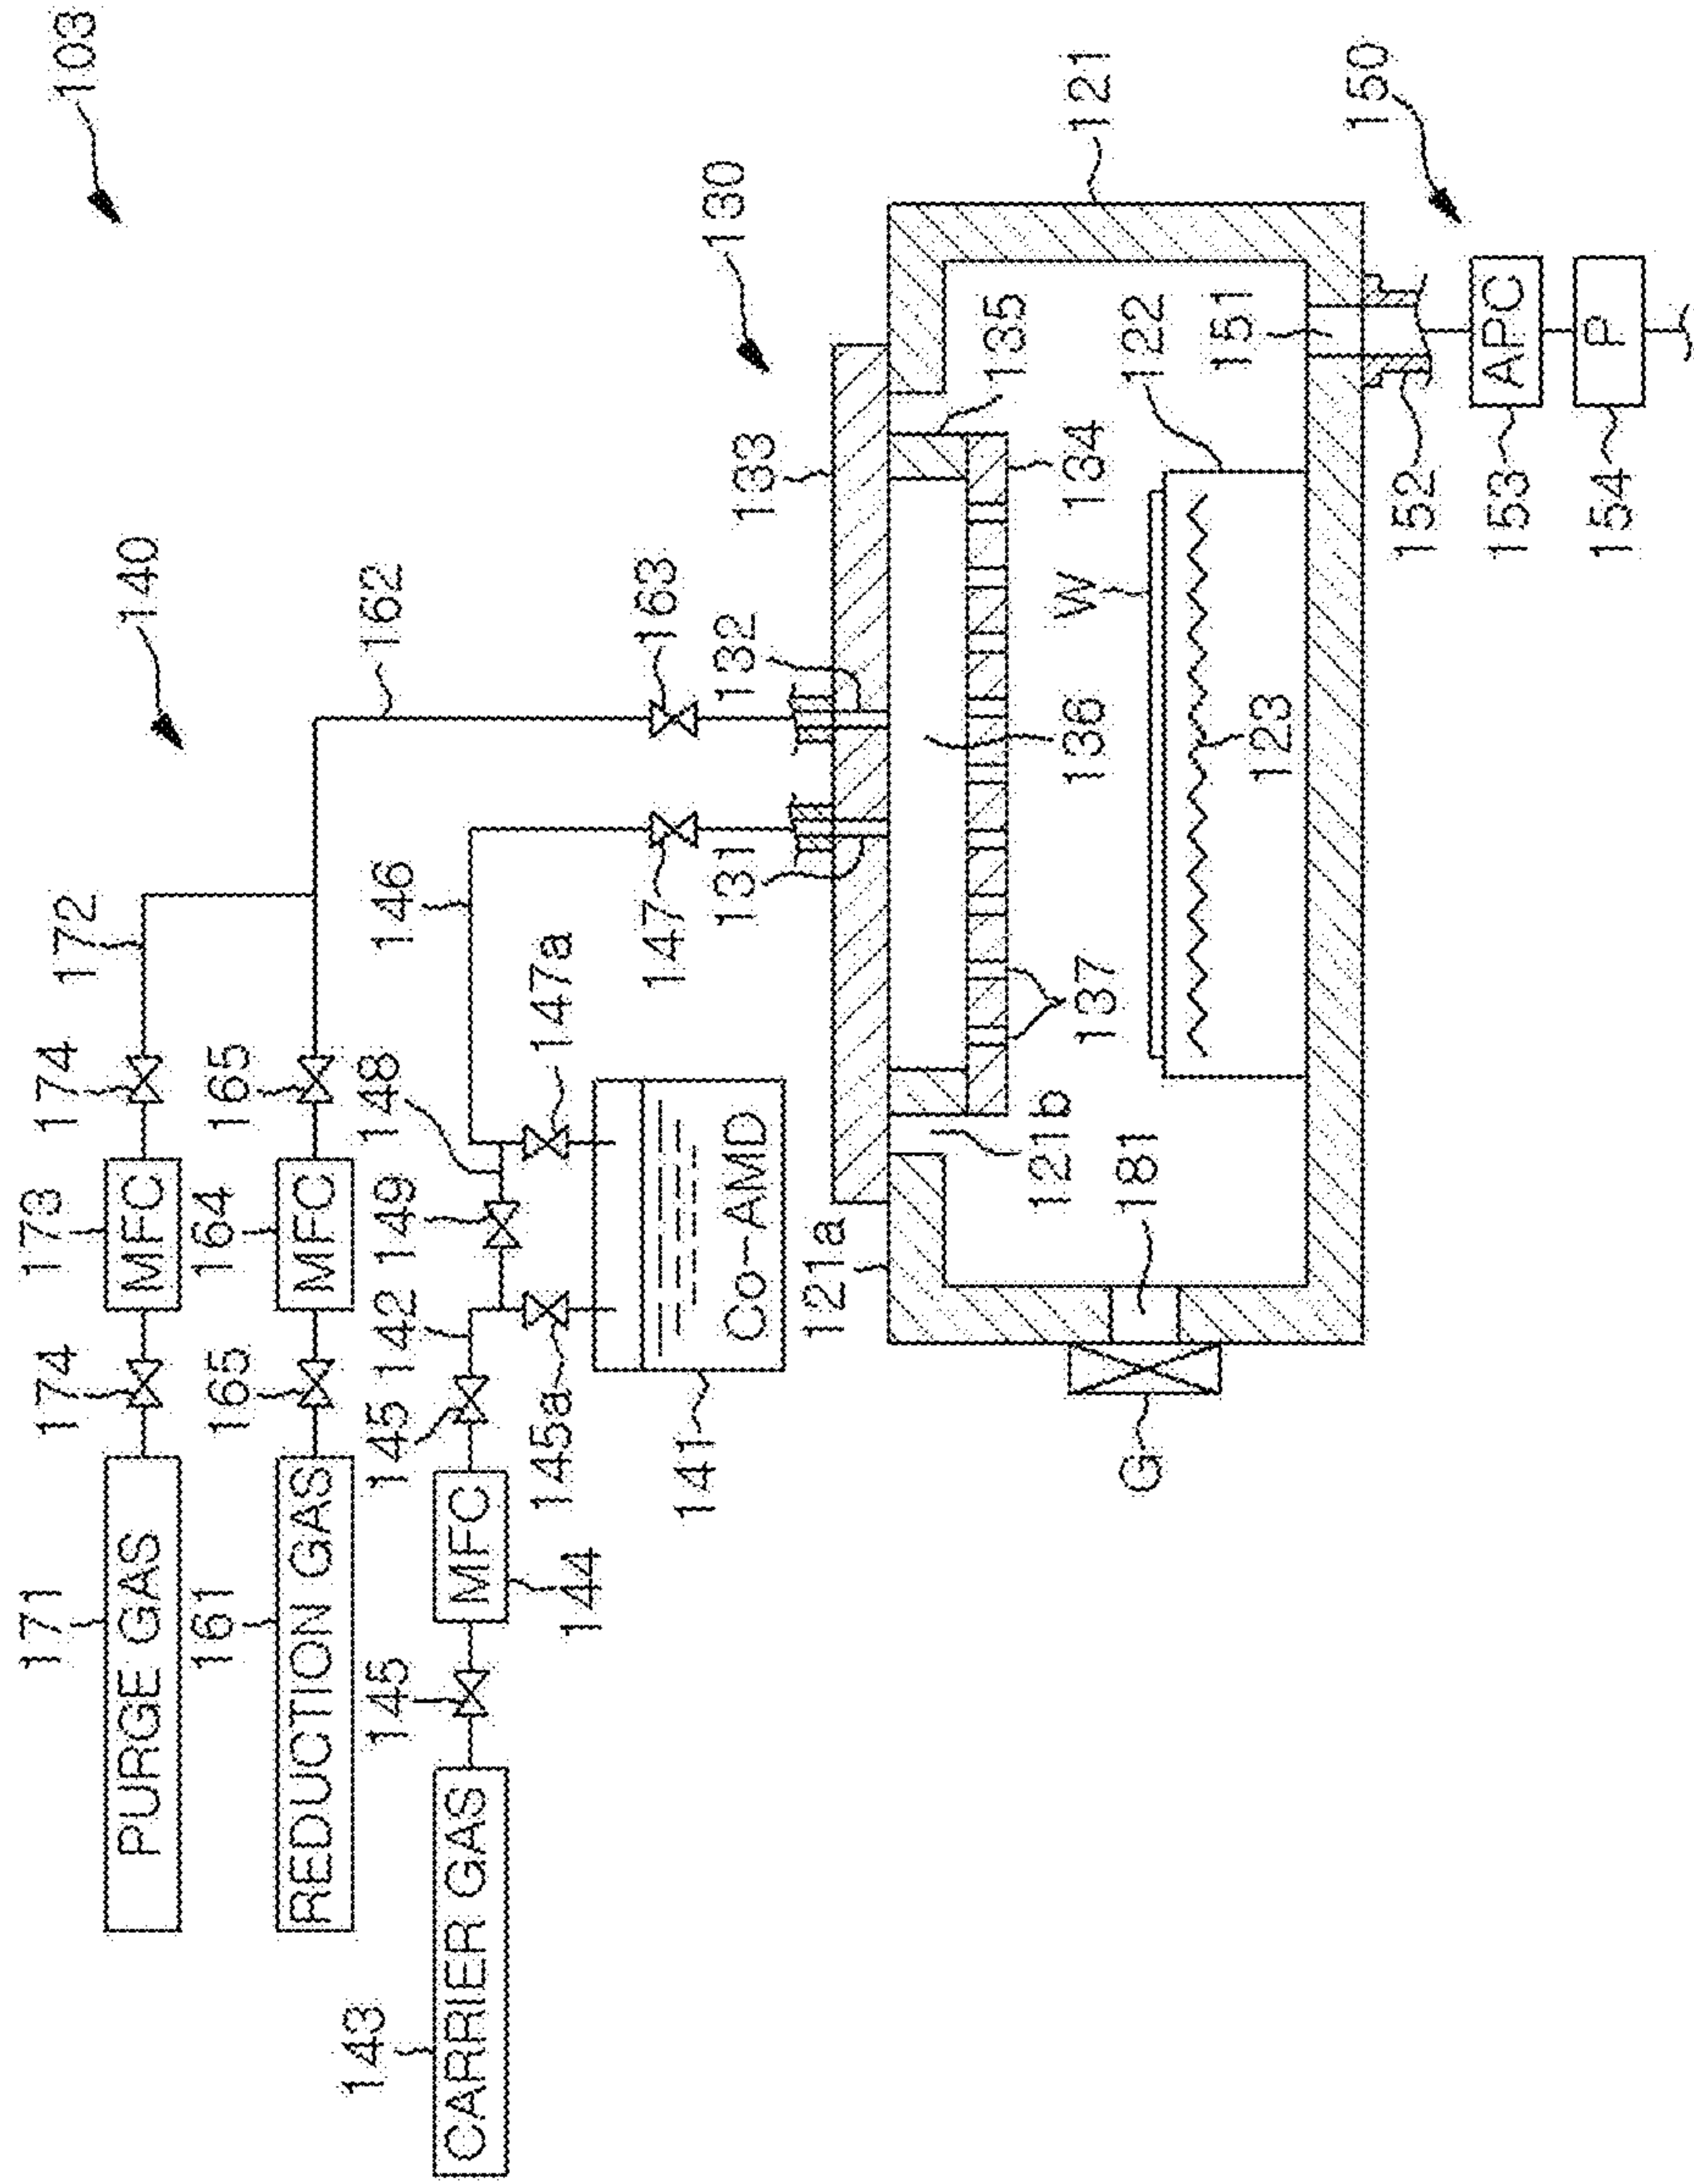 103
140
130
150
171
PURGE GAS
174
173
MFC
174
172
161
REDUCTION GAS
165
164
MFC
165
162
143
CARRIER GAS
145
144
MFC
145
142
149
148
146
145a
147a
147
163
141
Co-AMD
131
132
133
121a
121b
121
135
134
137
136
W
122
123
181
G
151
152
153
APC
154
P